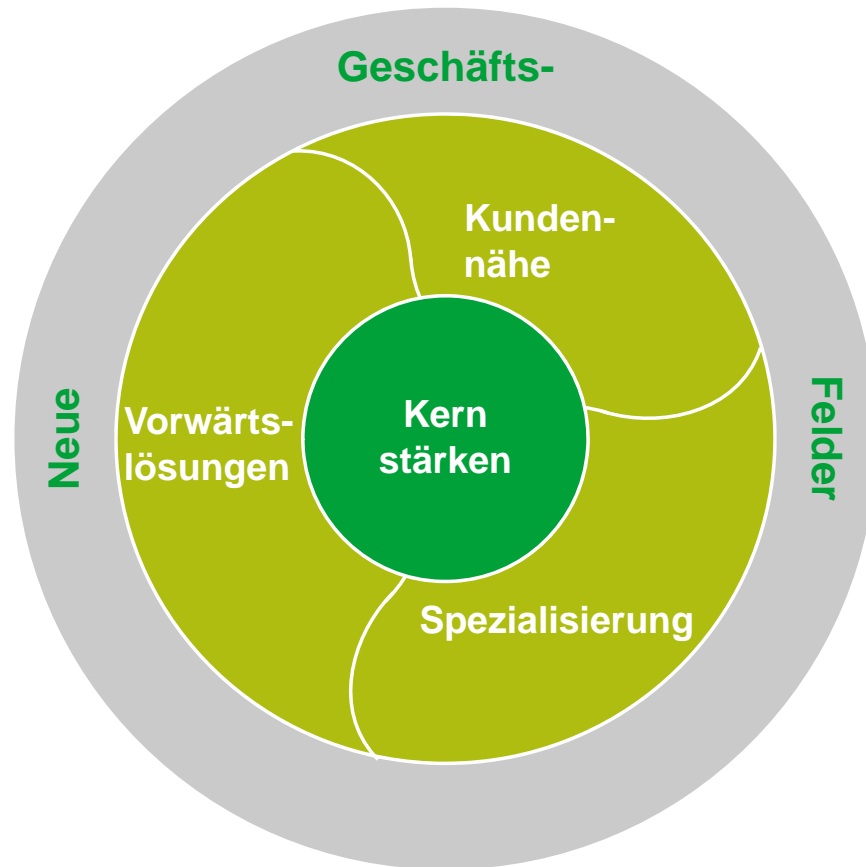 Neue
Geschäfts-
Felder
Kunden-
nähe
Vorwärts-
lösungen
Kern
stärken
Spezialisierung